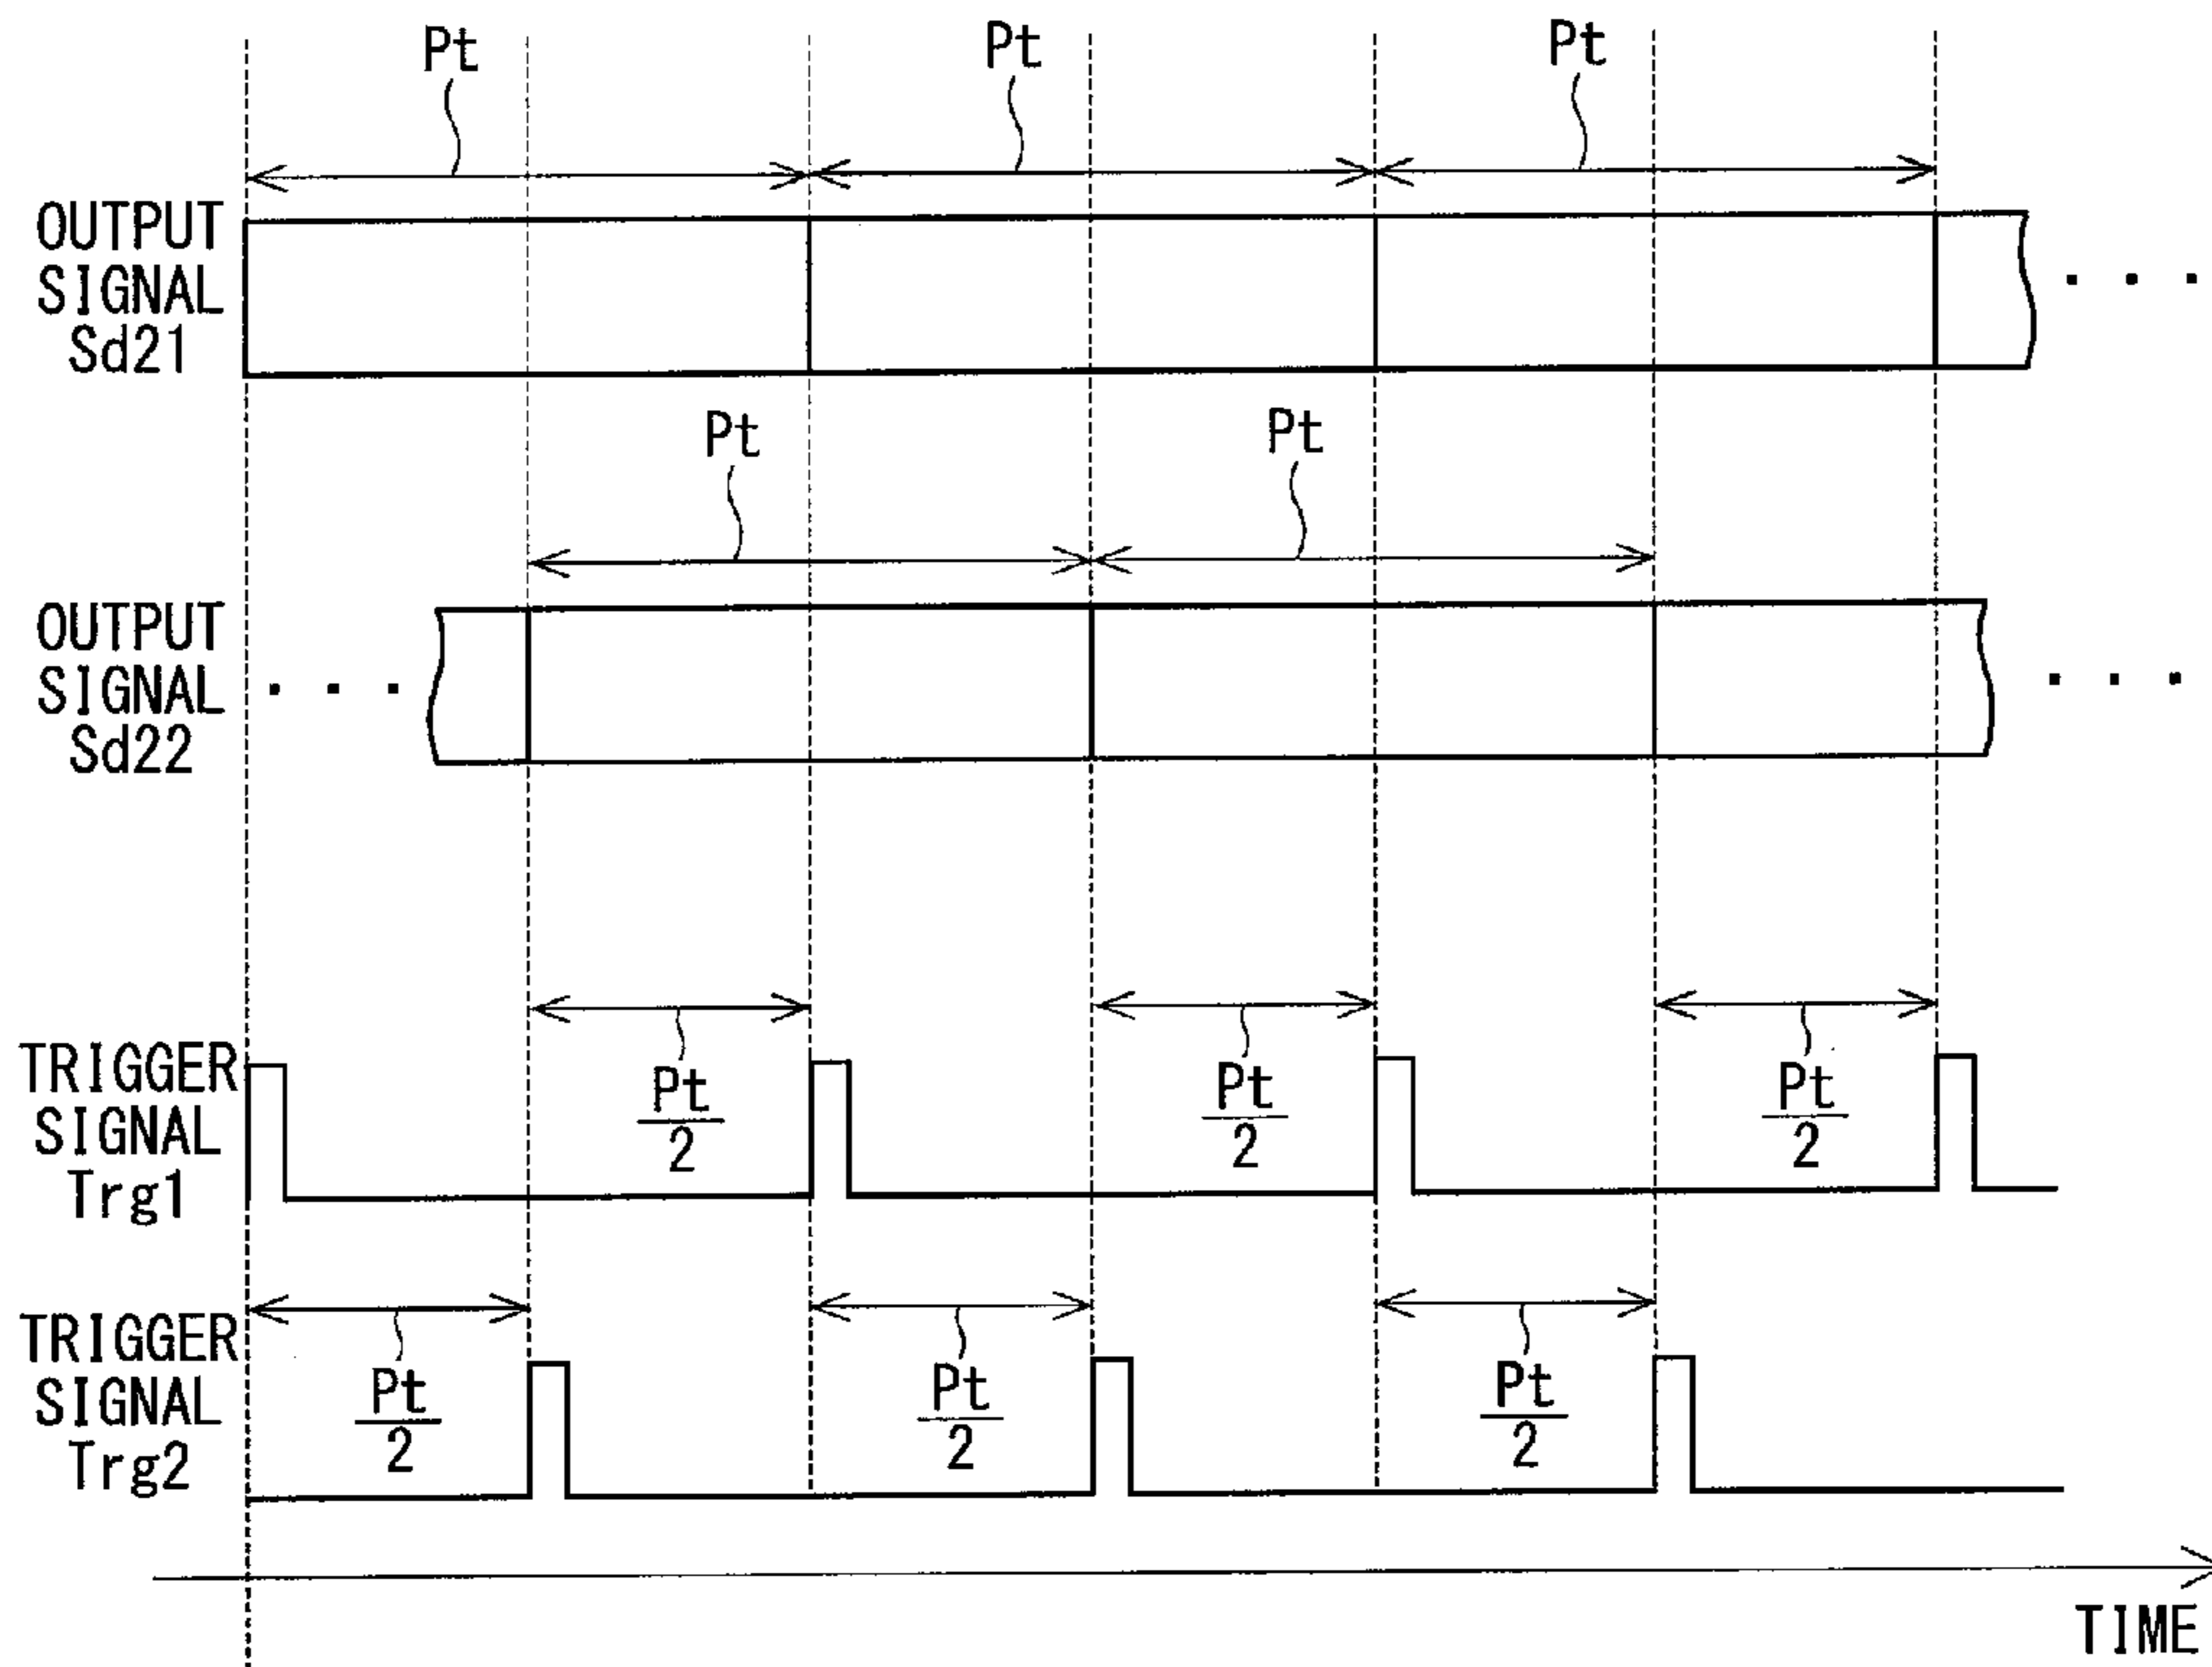 Pt Pt Pt
OUTPUT
SIGNAL
Sd21
. . .
Pt Pt
OUTPUT
SIGNAL
Sd22
. . . . . .
TRIGGER
SIGNAL
Trg1
Pt
2
Pt
2
Pt
2
TRIGGER
SIGNAL
Trg2
Pt
2
Pt
2
Pt
2
TIME